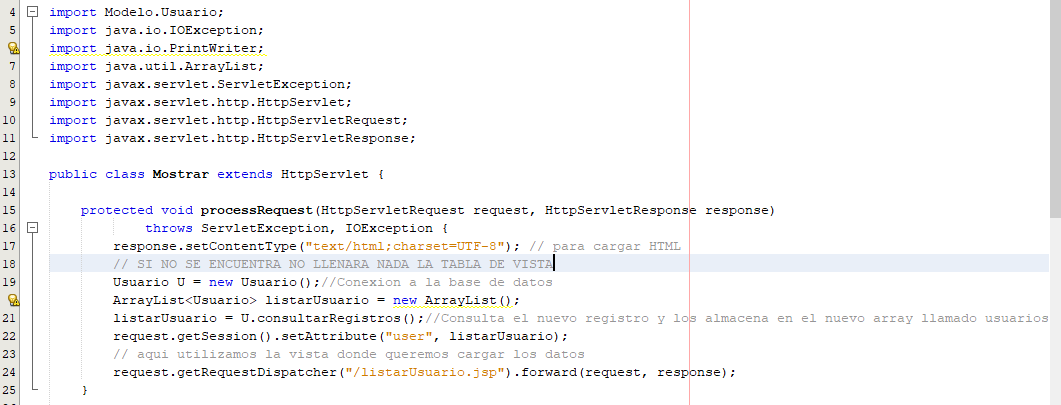 4 import Modelo.Usuario;
5 import java.io.IOException;
import java.io.PrintWriter;
7 import java.util.ArrayList;
8 import javax.servlet.ServletException;
9 import javax.servlet.http.HttpServlet;
10 import javax.servlet.http.HttpServletRequest;
11 import javax.servlet.http.HttpServletResponse;
12
13 public class Mostrar extends HttpServlet {
14
15 protected void processRequest(HttpServletRequest request, HttpServletResponse response)
16 throws ServletException, IOException {
17 response.setContentType("text/html;charset=UTF-8"); // para cargar HTML
18 // SI NO SE ENCUENTRA NO LLENARA NADA LA TABLA DE VISTA
19 Usuario U = new Usuario();//Conexion a la base de datos
ArrayList<Usuario> listarUsuario = new ArrayList();
21 listarUsuario = U.consultarRegistros();//Consulta el nuevo registro y los almacena en el nuevo array llamado usuarios
22 request.getSession().setAttribute("user", listarUsuario);
23 // aqui utilizamos la vista donde queremos cargar los datos
24 request.getRequestDispatcher("/listarUsuario.jsp").forward(request, response);
25 }